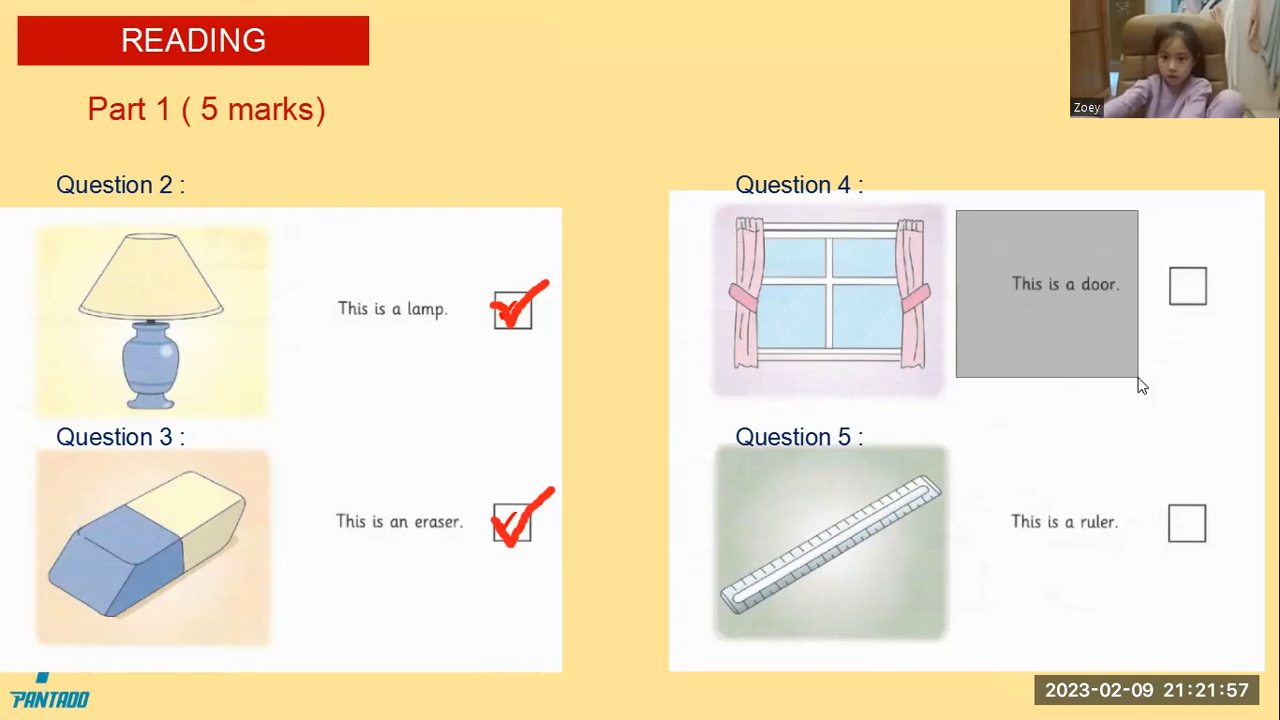 READING
Part 1 ( 5 marks)
Zoey
Question 2 :
This is a lamp.
Question 3 :
This is an eraser.
Question 4 :
This is a door.
Question 5 :
This is a ruler.
PANTADO
2023-02-09 21:21:57